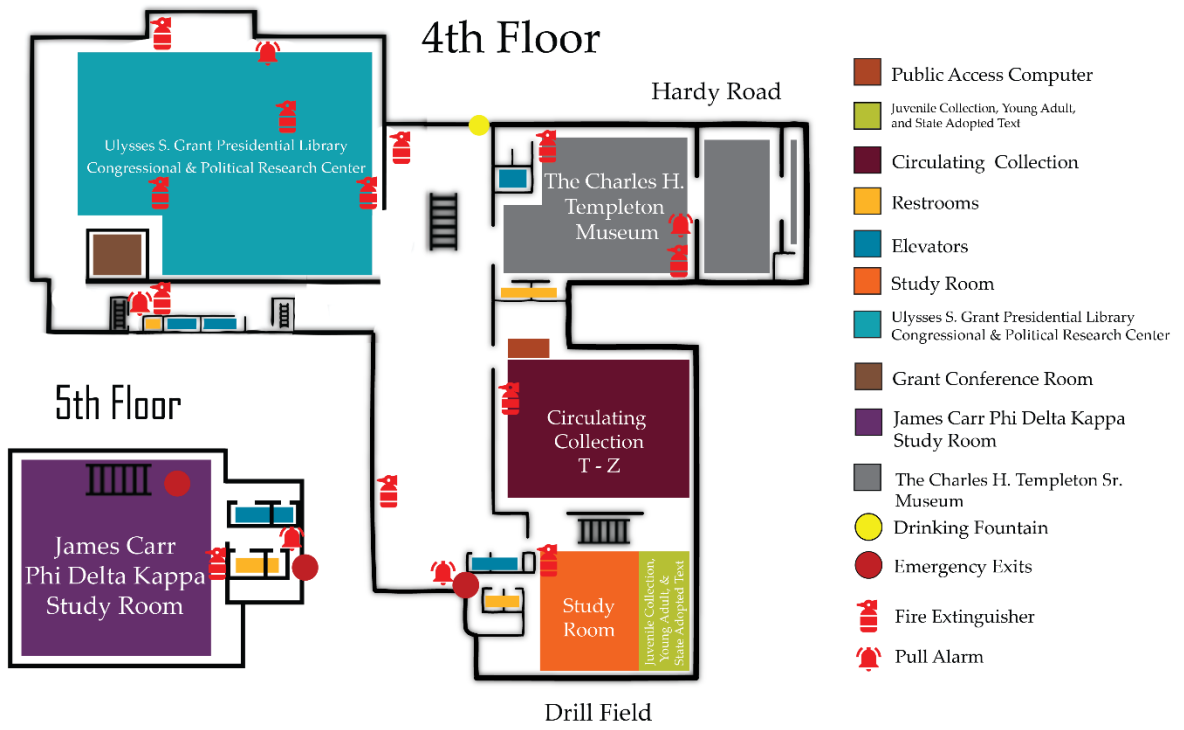 4th Floor
Hardy Road
Ulysses S. Grant Presidential Library
Congressional & Political Research Center
The Charles H.
Templeton
Museum
Circulating
Collection
T - Z
Study
Room
Juvenile Collection,
Young Adult, &
State Adopted Text
Drill Field
5th Floor
James Carr
Phi Delta Kappa
Study Room
Public Access Computer
Juvenile Collection, Young Adult,
and State Adopted Text
Circulating Collection
Restrooms
Elevators
Study Room
Ulysses S. Grant Presidential Library
Congressional & Political Research Center
Grant Conference Room
James Carr Phi Delta Kappa
Study Room
The Charles H. Templeton Sr.
Museum
Drinking Fountain
Emergency Exits
Fire Extinguisher
Pull Alarm